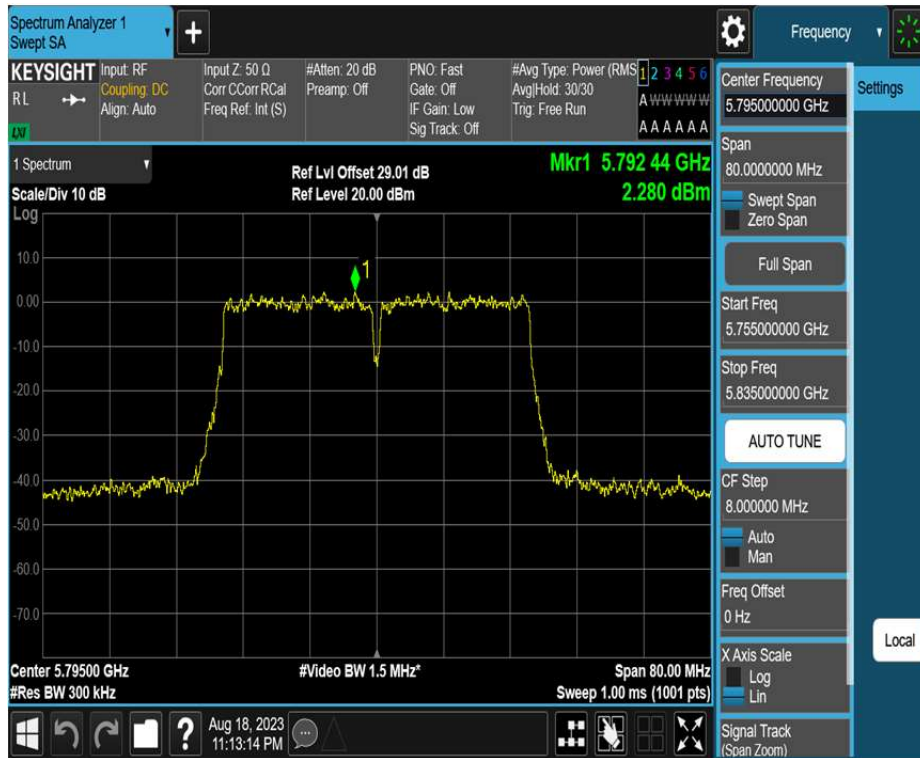 Spectrum Analyzer 1
Swept SA
+
Frequency
KEYSIGHT
RL
LXI
Input: RF
Coupling: DC
Align: Auto
Input Z: 50 Ω
Corr CCorr RCal
Freq Ref: Int (S)
#Atten: 20 dB
Preamp: Off
PNO: Fast
Gate: Off
IF Gain: Low
Sig Track: Off
#Avg Type: Power (RMS
Avg|Hold: 30/30
Trig: Free Run
1 2 3 4 5 6
A W W W W W
A A A A A A
Center Frequency
5.795000000 GHz
Settings
Span
80.0000000 MHz
Swept Span
Zero Span
Full Span
Start Freq
5.755000000 GHz
Stop Freq
5.835000000 GHz
AUTO TUNE
CF Step
8.000000 MHz
Auto
Man
Freq Offset
0 Hz
X Axis Scale
Log
Lin
Signal Track
(Span Zoom)
Local
1 Spectrum
Scale/Div 10 dB
Log
Ref Lvl Offset 29.01 dB
Ref Level 20.00 dBm
Mkr1 5.792 44 GHz
2.280 dBm
10.0
0.00
-10.0
-20.0
-30.0
-40.0
-50.0
-60.0
-70.0
1
Center 5.79500 GHz
#Res BW 300 kHz
#Video BW 1.5 MHz*
Span 80.00 MHz
Sweep 1.00 ms (1001 pts)
?
Aug 18, 2023
11:13:14 PM